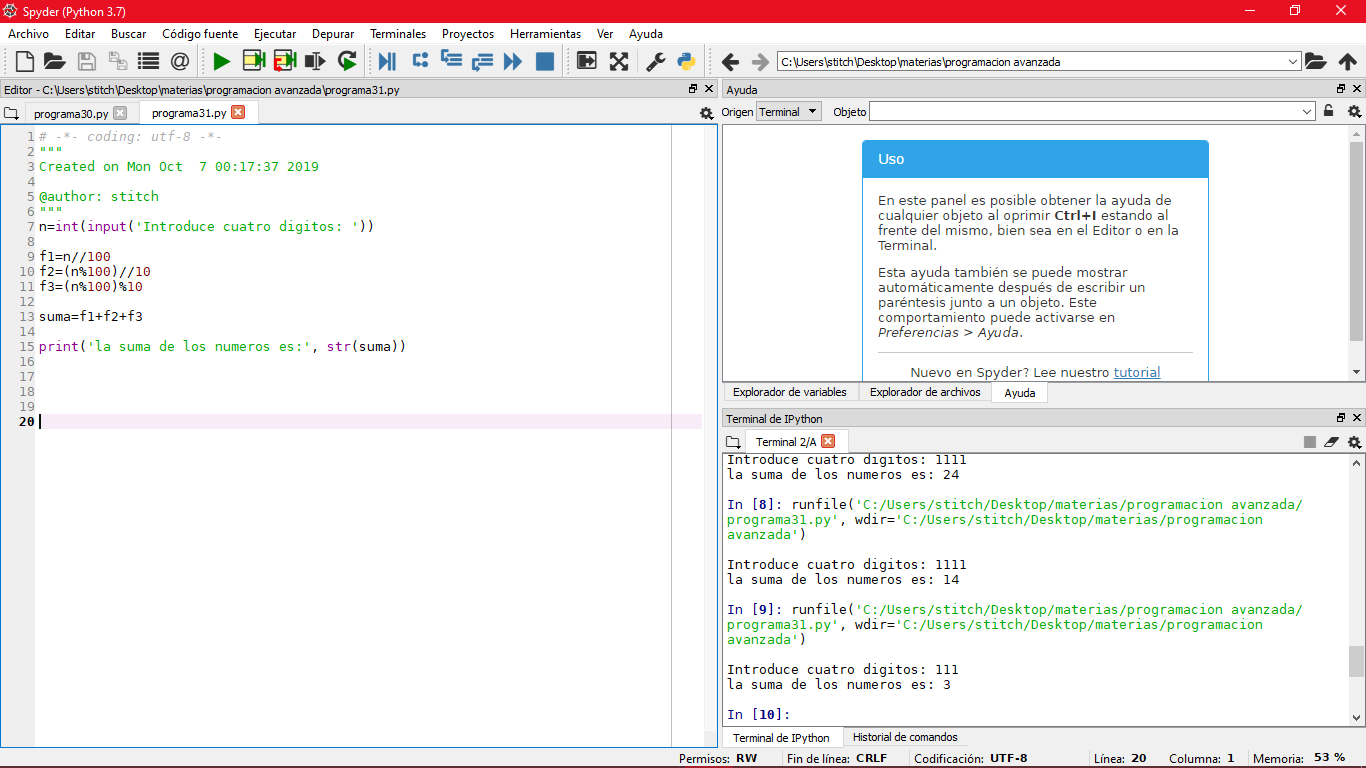 Spyder (Python 3.7)
Archivo Editar Buscar Código fuente Ejecutar Depurar Terminales Proyectos Herramientas Ver Ayuda
C:\Users\stitch\Desktop\materias\programacion avanzada
Editor - C:\Users\stitch\Desktop\materias\programacion avanzada\programa31.py
programa30.py programa31.py
1 # -*- coding: utf-8 -*-
2 """
3 Created on Mon Oct  7 00:17:37 2019
4
5 @author: stitch
6 """
7 n=int(input('Introduce cuatro digitos: '))
8
9 f1=n//100
10 f2=(n%100)//10
11 f3=(n%100)%10
12
13 suma=f1+f2+f3
14
15 print('la suma de los numeros es:', str(suma))
16
17
18
19
20
Ayuda
Origen Terminal Objeto
Uso
En este panel es posible obtener la ayuda de
cualquier objeto al oprimir Ctrl+I estando al
frente del mismo, bien sea en el Editor o en la
Terminal.
Esta ayuda también se puede mostrar
automáticamente después de escribir un
paréntesis junto a un objeto. Este
comportamiento puede activarse en
Preferencias > Ayuda.
Nuevo en Spyder? Lee nuestro tutorial
Explorador de variables Explorador de archivos Ayuda
Terminal de IPython
Terminal 2/A
Introduce cuatro digitos: 1111
la suma de los numeros es: 24
In [8]: runfile('C:/Users/stitch/Desktop/materias/programacion avanzada/
programa31.py', wdir='C:/Users/stitch/Desktop/materias/programacion
avanzada')
Introduce cuatro digitos: 1111
la suma de los numeros es: 14
In [9]: runfile('C:/Users/stitch/Desktop/materias/programacion avanzada/
programa31.py', wdir='C:/Users/stitch/Desktop/materias/programacion
avanzada')
Introduce cuatro digitos: 111
la suma de los numeros es: 3
In [10]:
Terminal de IPython Historial de comandos
Permisos: RW Fin de línea: CRLF Codificación: UTF-8 Línea: 20 Columna: 1 Memoria: 53 %